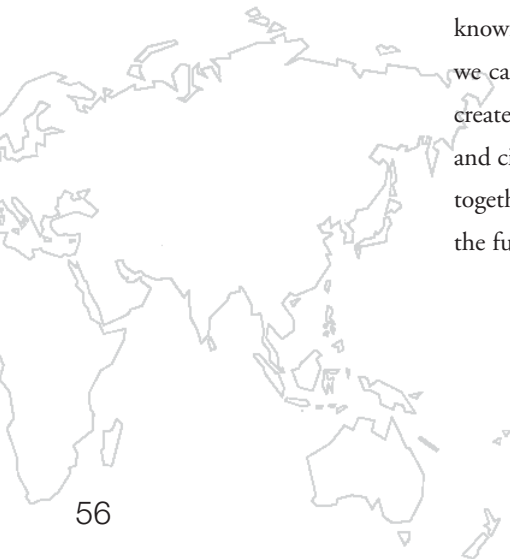 know
we ca
create
and ci
togeth
the fu
56